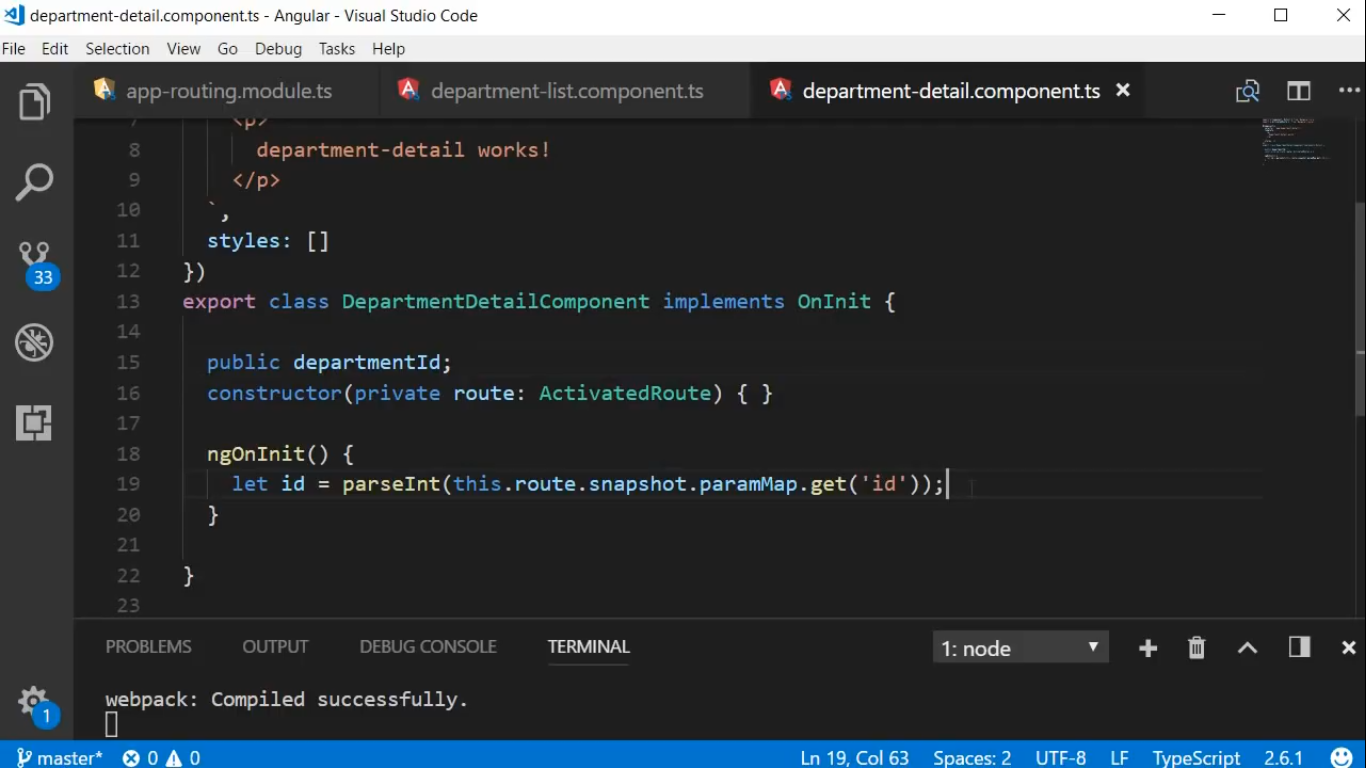 department-detail.component.ts - Angular - Visual Studio Code
File Edit Selection View Go Debug Tasks Help
app-routing.module.ts department-list.component.ts department-detail.component.ts
7 <p>
8 department-detail works!
9 </p>
10 `,
11 styles: []
12 })
13 export class DepartmentDetailComponent implements OnInit {
14
15 public departmentId;
16 constructor(private route: ActivatedRoute) { }
17
18 ngOnInit() {
19 let id = parseInt(this.route.snapshot.paramMap.get('id'));
20 }
21
22 }
23
33
PROBLEMS OUTPUT DEBUG CONSOLE TERMINAL 1: node
webpack: Compiled successfully.
1
master* 0 0 Ln 19, Col 63 Spaces: 2 UTF-8 LF TypeScript 2.6.1